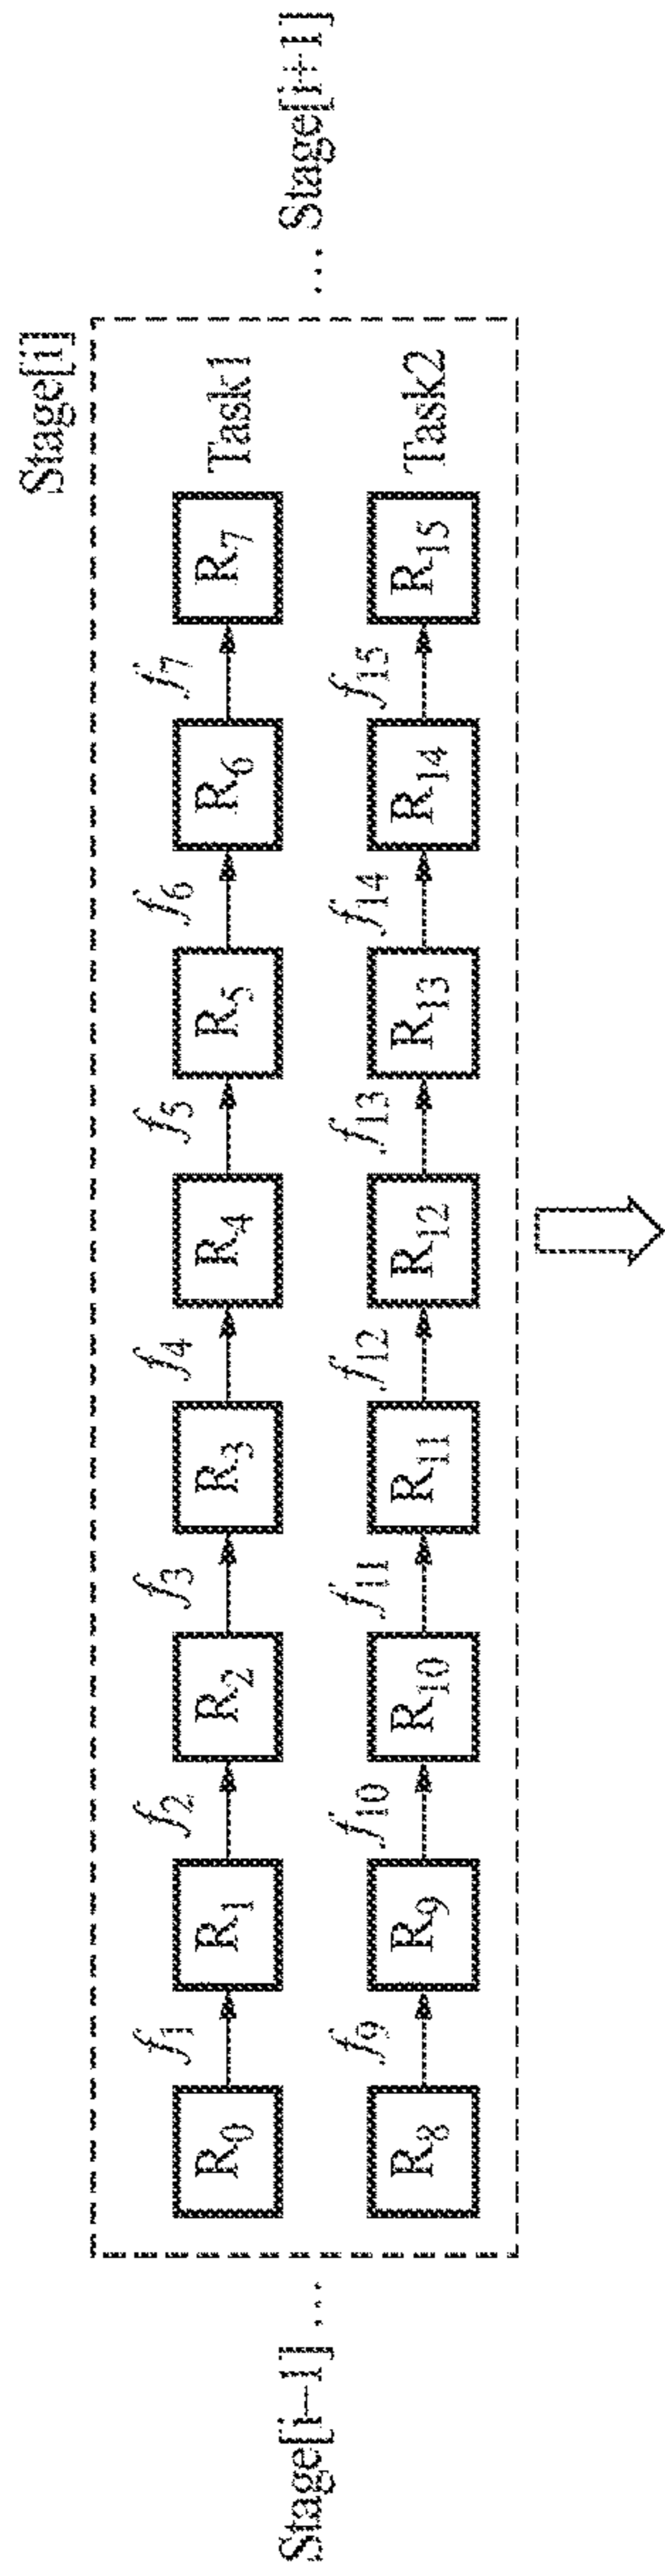 Stage[i]
f1 f2 f3 f4 f5 f6 f7
R0 R1 R2 R3 R4 R5 R6 R7 Task1
Stage[i−1] ... ... Stage[i+1]
f9 f10 f11 f12 f13 f14 f15
R8 R9 R10 R11 R12 R13 R14 R15 Task2